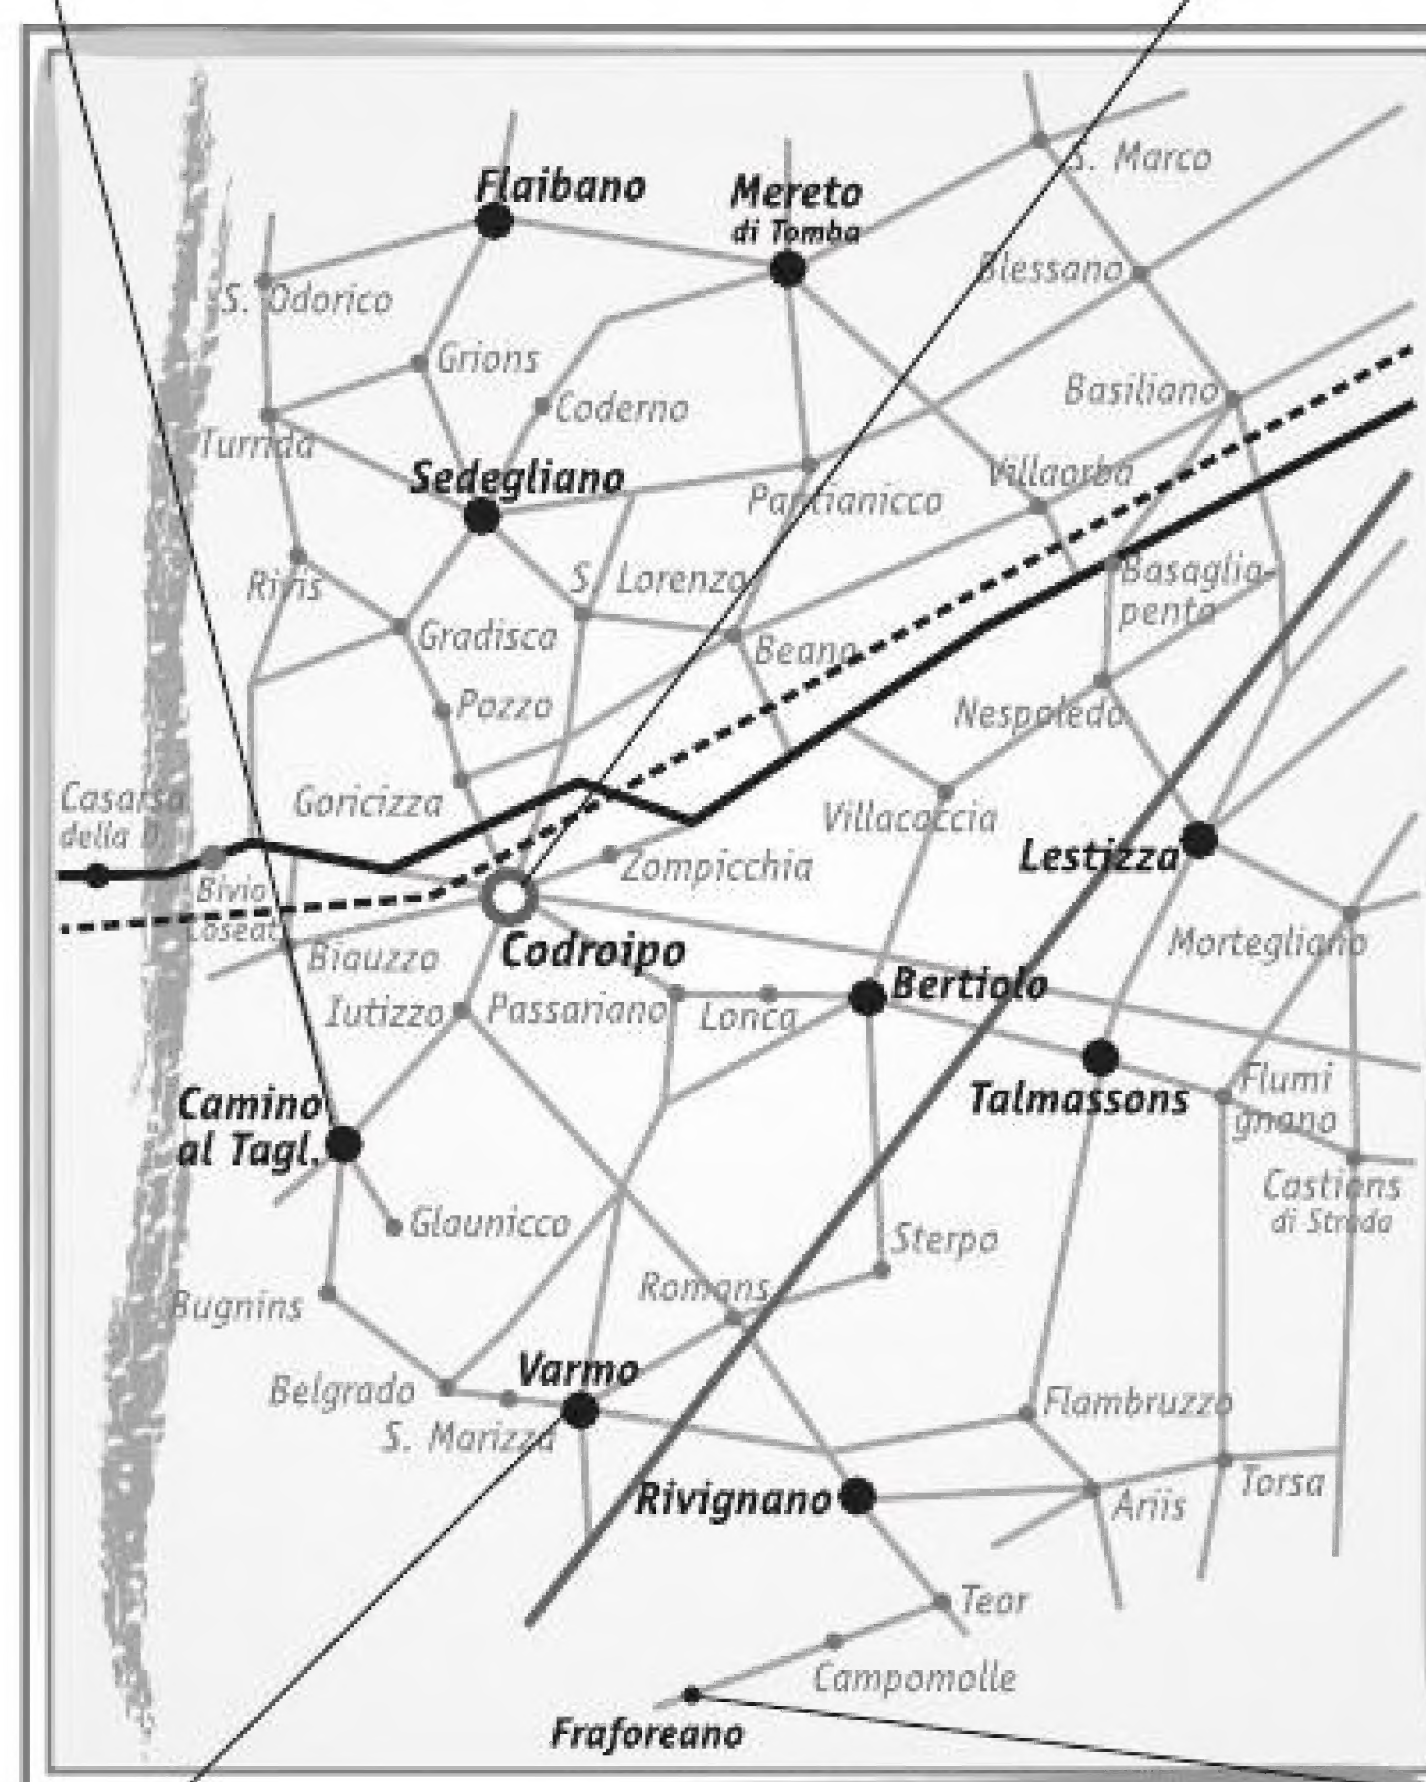 S. Marco
Flaibano
Mereto
di Tomba
Blessano
S. Odorico
Grions
Coderno
Basiliano
Turrida
Sedegliano
Villaorba
Pantianicco
Rivis
S. Lorenzo
Basaglia-
penta
Gradisca
Beano
Pozzo
Nespoledo
Casarsa
della D.
Goricizza
Villacaccia
Lestizza
Zompicchia
Bivio
Coseat
Codroipo
Biauzzo
Mortegliano
Bertiolo
Iutizzo
Passariano
Lonca
Camino
al Tagl.
Talmassons
Flumi
gnano
Castions
di Strada
Glaunicco
Sterpo
Romans
Bugnins
Varmo
Belgrado
Flambruzzo
S. Marizza
Rivignano
Ariis
Torsa
Teor
Campomolle
Fraforeano